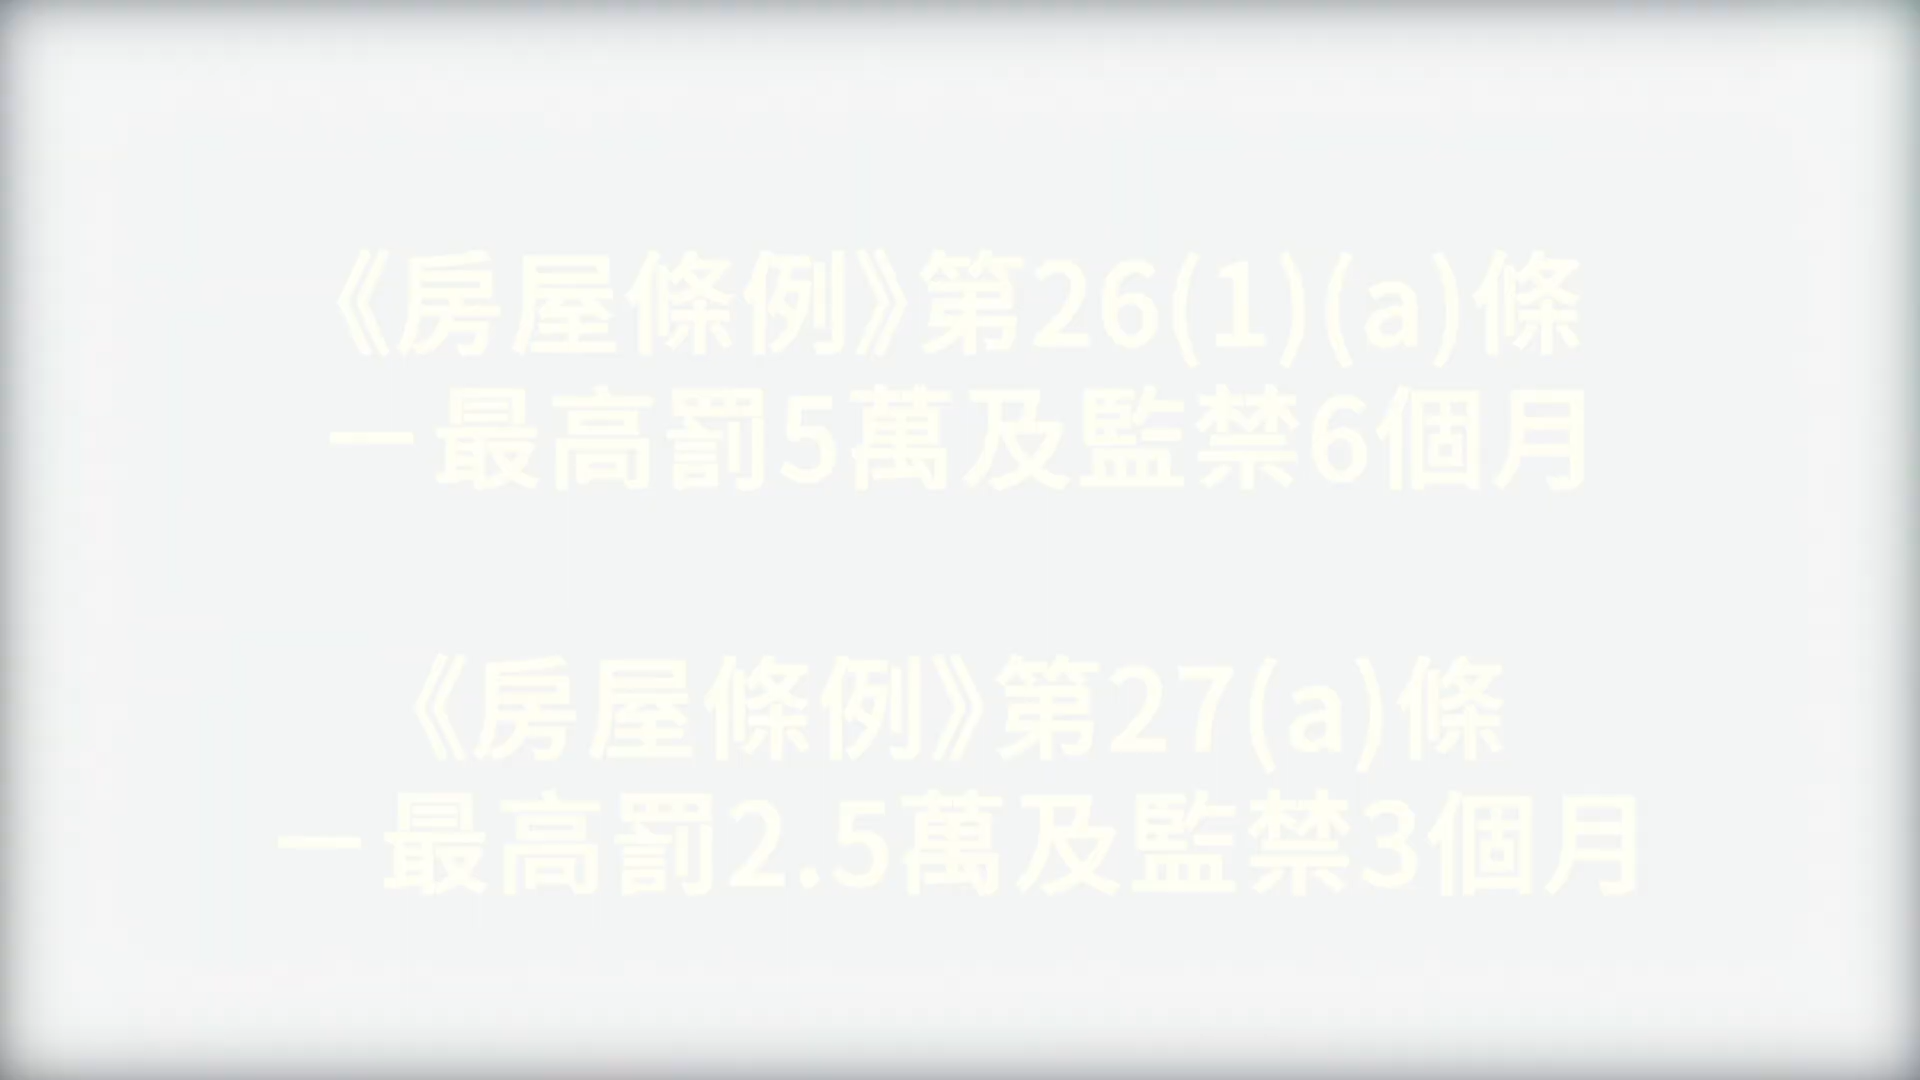 《房屋條例》第26(1)(a)條
－最高罰5萬及監禁6個月
《房屋條例》第27(a)條
－最高罰2.5萬及監禁3個月